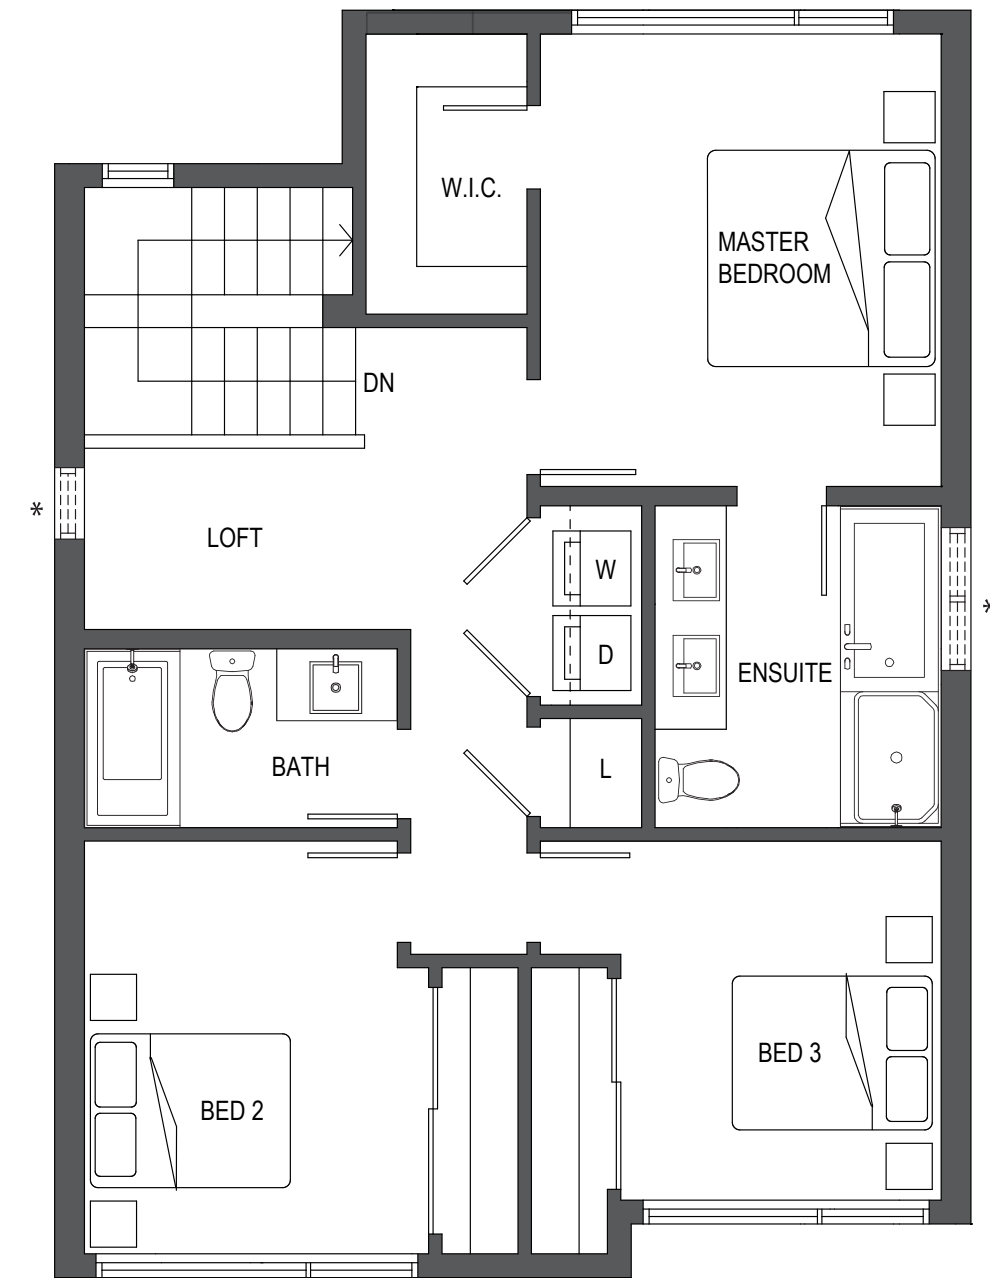 W.I.C.
MASTER
BEDROOM
DN
*
LOFT
W
*
D
ENSUITE
BATH
L
BED 3
BED 2